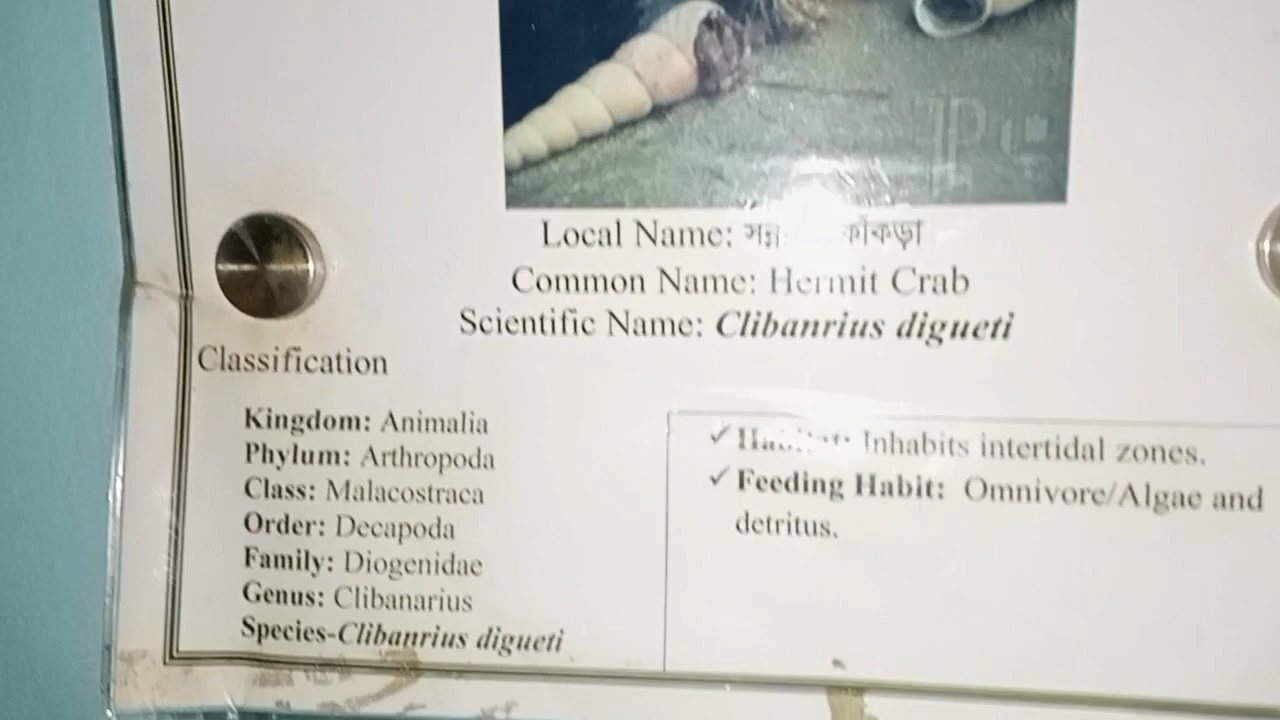 Local Name: কাঁকড়া
Common Name: Hermit Crab
Scientific Name: Clibanrius digueti
Classification
Kingdom: Animalia
Phylum: Arthropoda
Class: Malacostraca
Order: Decapoda
Family: Diogenidae
Genus: Clibanarius
Species-Clibanrius digueti
✓ Inhabits intertidal zones.
✓ Feeding Habit: Omnivore/Algae and
detritus.